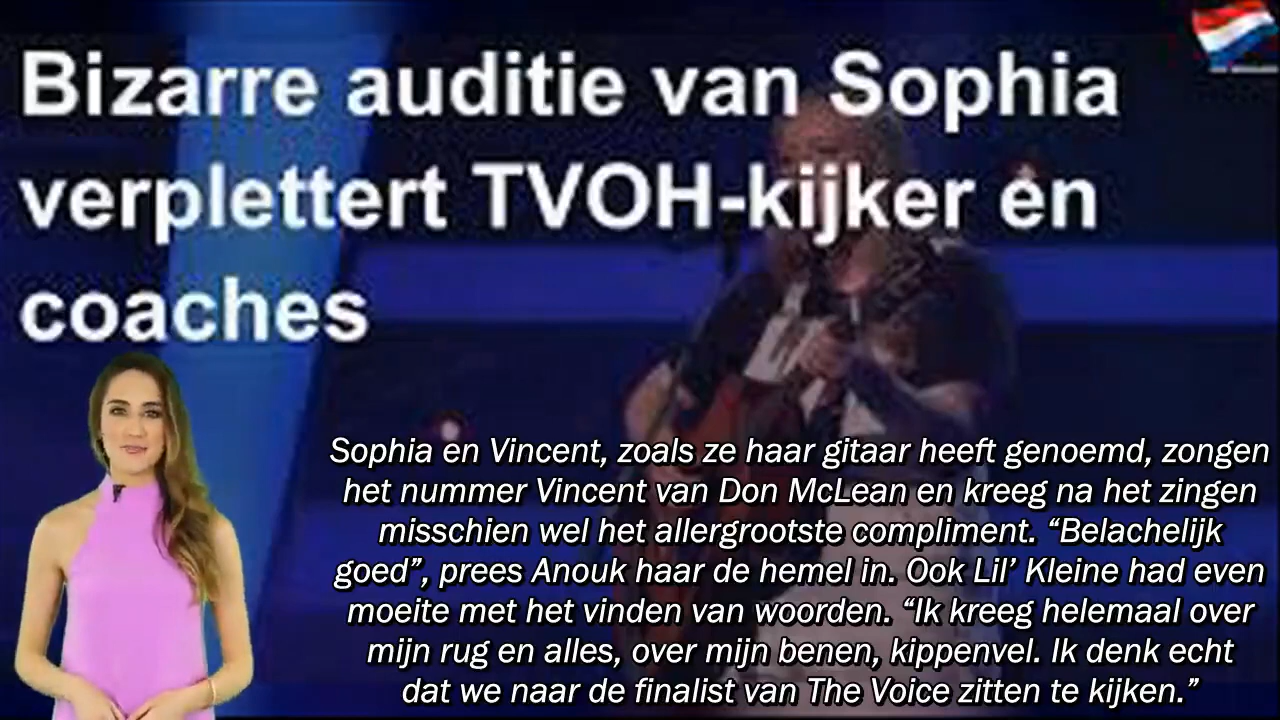 Bizarre auditie van Sophia
verplettert TVOH-kijker en
coaches
Sophia en Vincent, zoals ze haar gitaar heeft genoemd, zongen
het nummer Vincent van Don McLean en kreeg na het zingen
misschien wel het allergrootste compliment. “Belachelijk
goed”, prees Anouk haar de hemel in. Ook Lil’ Kleine had even
moeite met het vinden van woorden. “Ik kreeg helemaal over
mijn rug en alles, over mijn benen, kippenvel. Ik denk echt
dat we naar de finalist van The Voice zitten te kijken.”